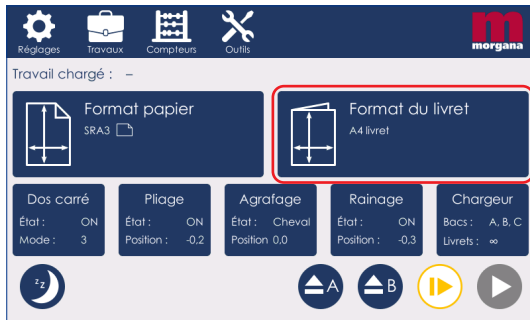 Réglages
Travaux
Compteurs
Outils
morgana
Travail chargé : –
Format papier
SRA3
Format du livret
A4 livret
Dos carré
État : ON
Mode : 3
Pliage
État : ON
Position : -0,2
Agrafage
État : Cheval
Position 0,0
Rainage
État : ON
Position : -0,3
Chargeur
Bacs : A, B, C
Livrets : ∞
z z
A
B